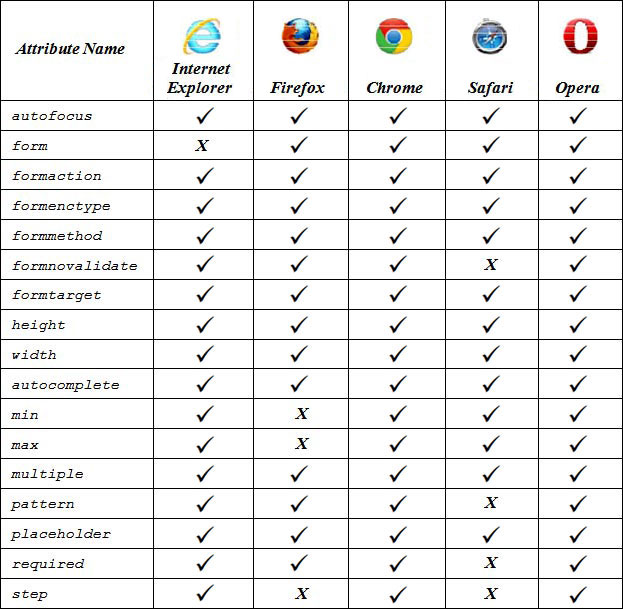 Attribute Name
Internet
Explorer
Firefox
Chrome
Safari
Opera
autofocus ✓ ✓ ✓ ✓ ✓
form X ✓ ✓ ✓ ✓
formaction ✓ ✓ ✓ ✓ ✓
formenctype ✓ ✓ ✓ ✓ ✓
formmethod ✓ ✓ ✓ ✓ ✓
formnovalidate ✓ ✓ ✓ X ✓
formtarget ✓ ✓ ✓ ✓ ✓
height ✓ ✓ ✓ ✓ ✓
width ✓ ✓ ✓ ✓ ✓
autocomplete ✓ ✓ ✓ ✓ ✓
min ✓ X ✓ ✓ ✓
max ✓ X ✓ ✓ ✓
multiple ✓ ✓ ✓ ✓ ✓
pattern ✓ ✓ ✓ X ✓
placeholder ✓ ✓ ✓ ✓ ✓
required ✓ ✓ ✓ X ✓
step ✓ X ✓ X ✓